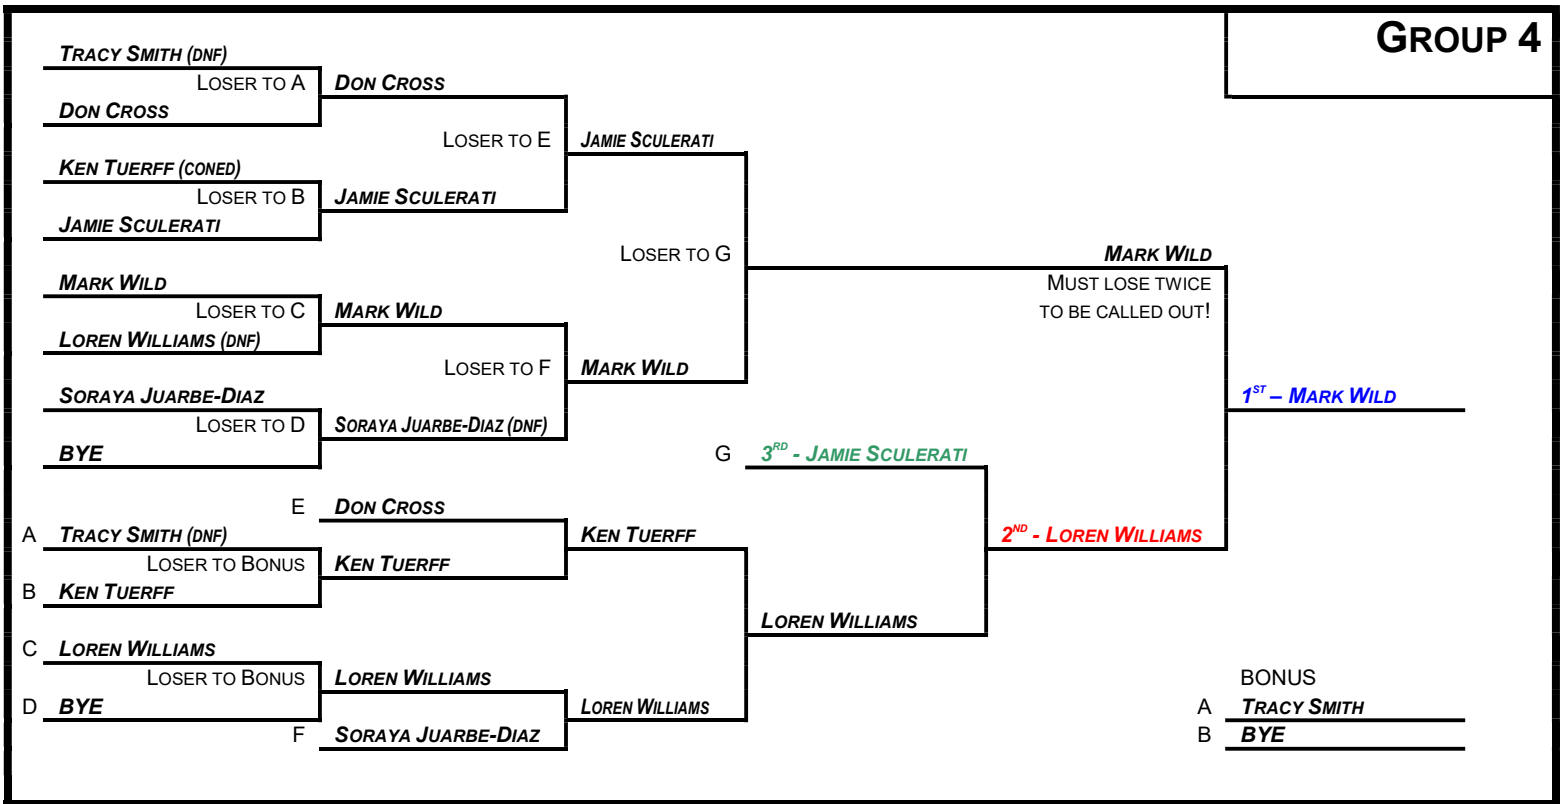 GROUP 4
TRACY SMITH (DNF)
LOSER TO A
DON CROSS
DON CROSS
LOSER TO E
JAMIE SCULERATI
KEN TUERFF (CONED)
LOSER TO B
JAMIE SCULERATI
JAMIE SCULERATI
LOSER TO G
MARK WILD
MARK WILD
MUST LOSE TWICE
TO BE CALLED OUT!
LOSER TO C
MARK WILD
LOREN WILLIAMS (DNF)
LOSER TO F
MARK WILD
SORAYA JUARBE-DIAZ
1ST – MARK WILD
LOSER TO D
SORAYA JUARBE-DIAZ (DNF)
BYE
G
3RD - JAMIE SCULERATI
E
DON CROSS
A
TRACY SMITH (DNF)
KEN TUERFF
2ND - LOREN WILLIAMS
LOSER TO BONUS
KEN TUERFF
B
KEN TUERFF
LOREN WILLIAMS
C
LOREN WILLIAMS
LOSER TO BONUS
LOREN WILLIAMS
BONUS
D
BYE
LOREN WILLIAMS
A
TRACY SMITH
F
SORAYA JUARBE-DIAZ
B
BYE